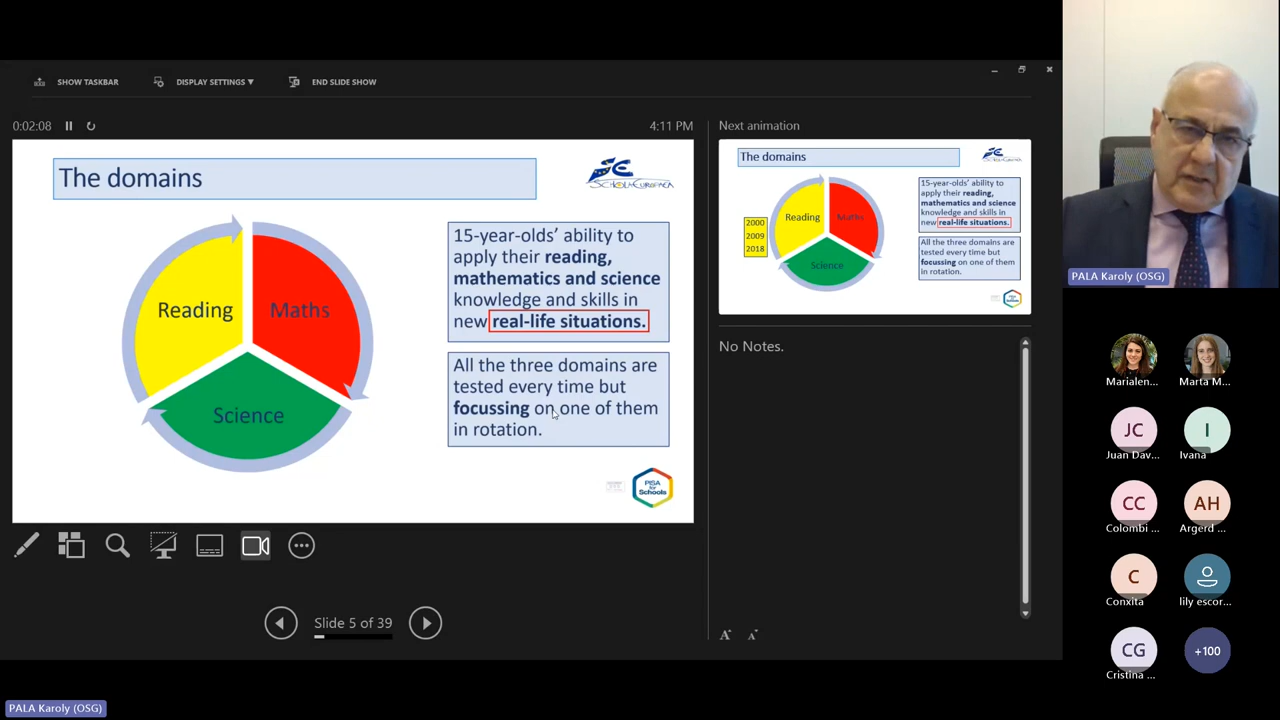 SHOW TASKBAR
DISPLAY SETTINGS ▾
END SLIDE SHOW
0:02:08
4:11 PM
The domains
SCHOLA EUROPAEA
Reading
Maths
Science
15-year-olds’ ability to
apply their reading,
mathematics and science
knowledge and skills in
new real-life situations.
All the three domains are
tested every time but
focussing on one of them
in rotation.
PISA
for
Schools
Slide 5 of 39
Next animation
The domains
Reading
Maths
Science
2000
2009
2018
15-year-olds’ ability to
apply their reading,
mathematics and science
knowledge and skills in
new real-life situations.
All the three domains are
tested every time but
focussing on one of them
in rotation.
No Notes.
A
A
PALA Karoly (OSG)
Marialen...
Marta M...
JC
Juan Dav...
I
Ivana
CC
Colombi ...
AH
Argerd ...
C
Conxita
lily escor...
CG
Cristina ...
+100
PALA Karoly (OSG)